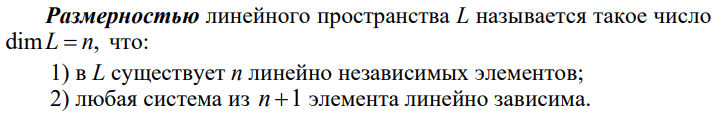 Размерностью линейного пространства L называется такое число
dim L = n, что:
1) в L существует n линейно независимых элементов;
2) любая система из n + 1 элемента линейно зависима.